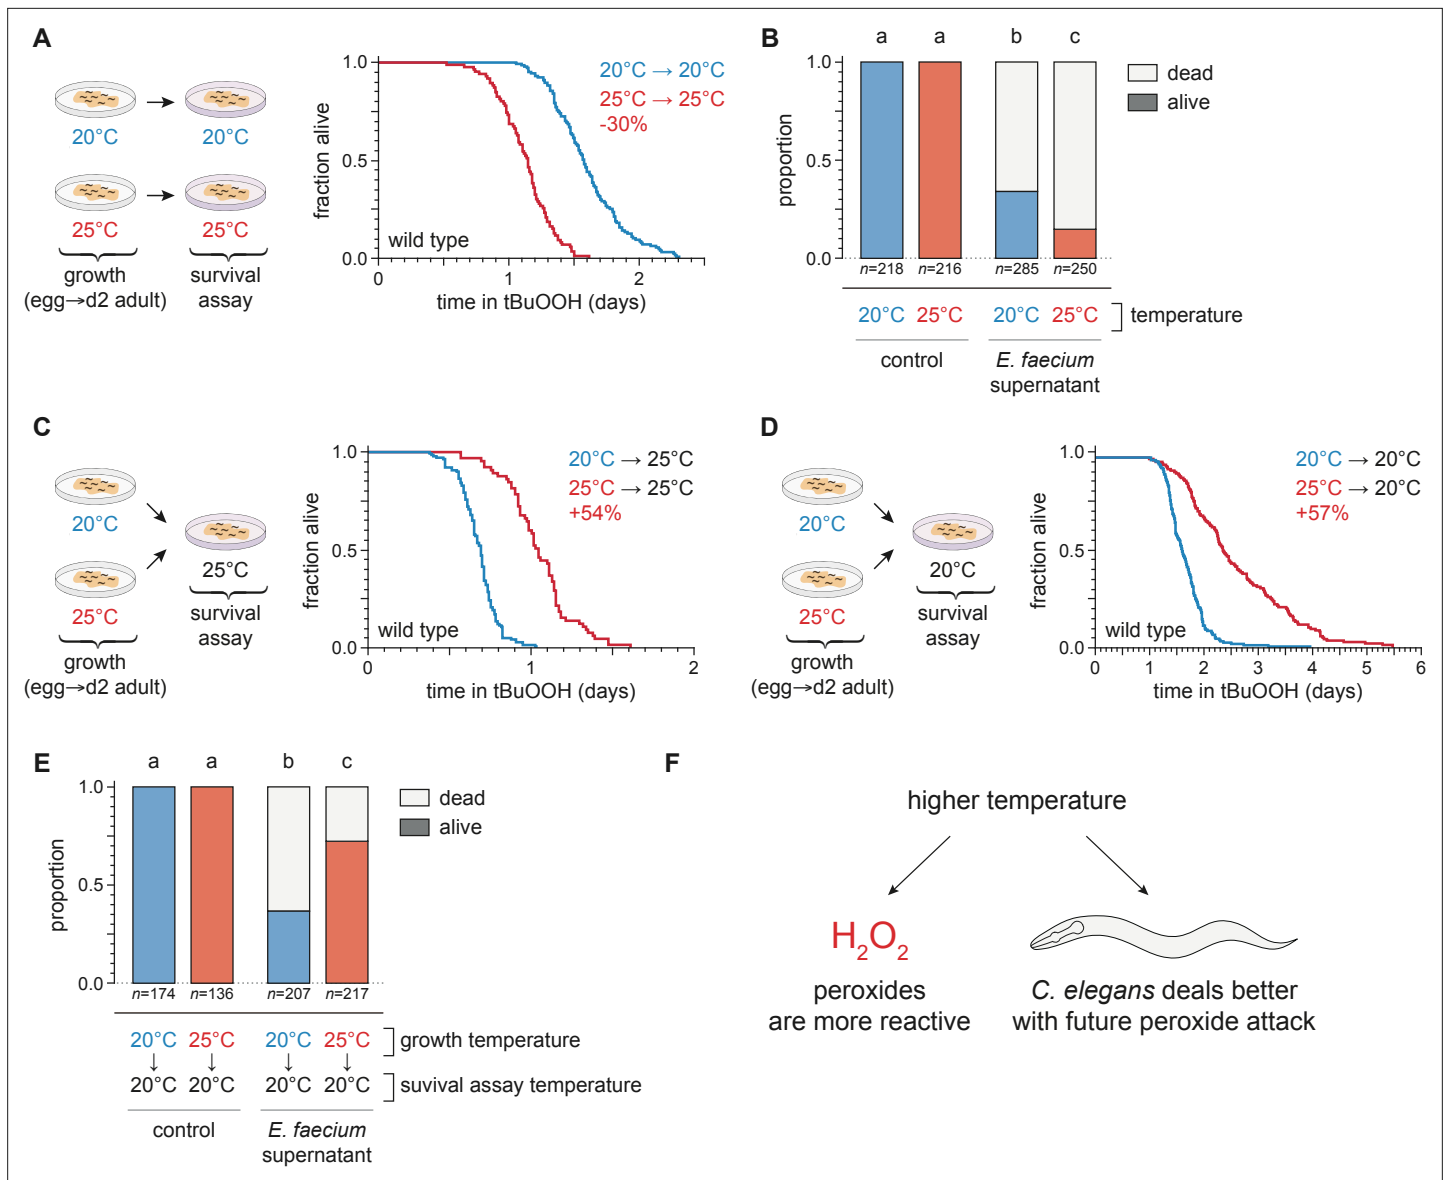 A
20°C
20°C
25°C
25°C
growth
(egg→d2 adult)
survival
assay
fraction alive
1.0
0.5
0.0
0
1
2
time in tBuOOH (days)
20°C → 20°C
25°C → 25°C
-30%
wild type
B
a
a
b
c
proportion
1.0
0.5
0.0
n=218
n=216
n=285
n=250
dead
alive
20°C
25°C
20°C
25°C
temperature
control
E. faecium
supernatant
C
20°C
25°C
25°C
growth
(egg→d2 adult)
survival
assay
fraction alive
1.0
0.5
0.0
0
1
2
time in tBuOOH (days)
20°C → 25°C
25°C → 25°C
+54%
wild type
D
20°C
25°C
20°C
growth
(egg→d2 adult)
survival
assay
fraction alive
1.0
0.5
0.0
0
1
2
3
4
5
6
time in tBuOOH (days)
20°C → 20°C
25°C → 20°C
+57%
wild type
E
a
a
b
c
proportion
1.0
0.5
0.0
n=174
n=136
n=207
n=217
dead
alive
20°C
25°C
20°C
25°C
growth temperature
↓
↓
↓
↓
20°C
20°C
20°C
20°C
suvival assay temperature
control
E. faecium
supernatant
F
higher temperature
H₂O₂
peroxides
are more reactive
C. elegans deals better
with future peroxide attack